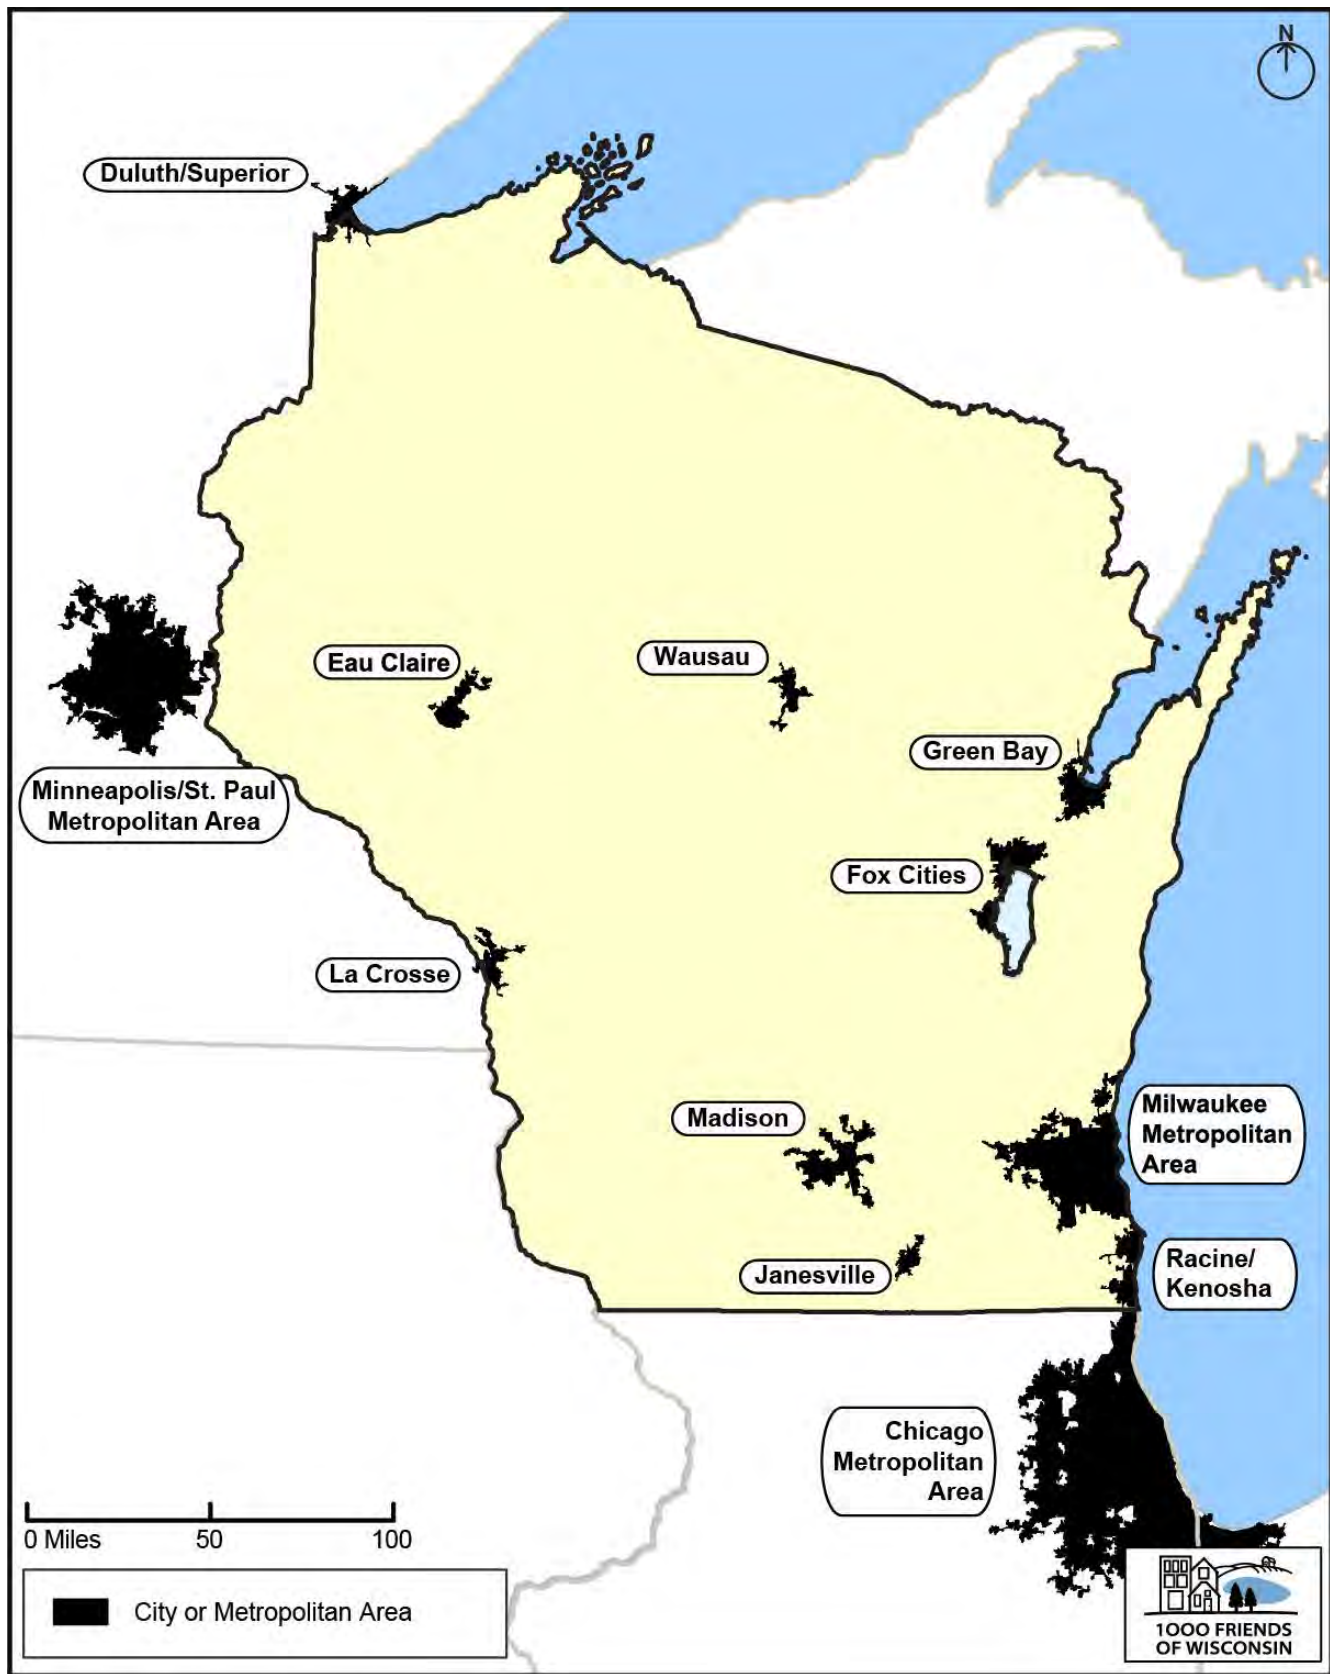 N
Duluth/Superior
Eau Claire
Wausau
Green Bay
Minneapolis/St. Paul
Metropolitan Area
Fox Cities
La Crosse
Madison
Milwaukee
Metropolitan
Area
Janesville
Racine/
Kenosha
Chicago
Metropolitan
Area
0 Miles 50 100
City or Metropolitan Area
1000 FRIENDS
OF WISCONSIN